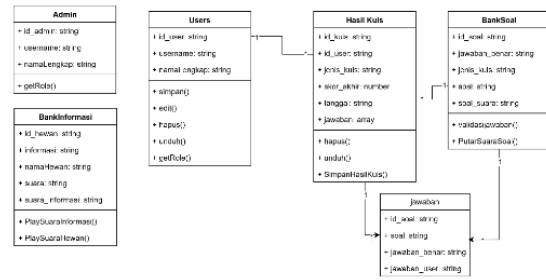 Admin
+ id_admin: string
+ username: string
+ namaLengkap: string
+ getRole()
BankInformasi
+ id_hewan: string
+ informasi: string
+ namaHewan: string
+ suara: string
+ suara_informasi: string
+ PlaySuaraInformasi()
+ PlaySuaraHewan()
Users
+ id_user: string
+ username: string
+ namaLengkap: string
+ simpan()
+ edit()
+ hapus()
+ unduh()
+ getRole()
Hasil Kuis
+ id_kuis: string
+ id_user: string
+ jenis_kuis: string
+ skor_akhir: number
+ tanggal: string
+ jawaban: array
+ hapus()
+ unduh()
+ SimpanHasilKuis()
BankSoal
+ id_soal: string
+ jawaban_benar: string
+ jenis_kuis: string
+ soal: string
+ soal_suara: string
+ validasijawaban()
+ PutarSuaraSoal()
jawaban
+ id_soal: string
+ soal: string
+ jawaban_benar: string
+ jawaban_user: string
1
*
*
1
1
1